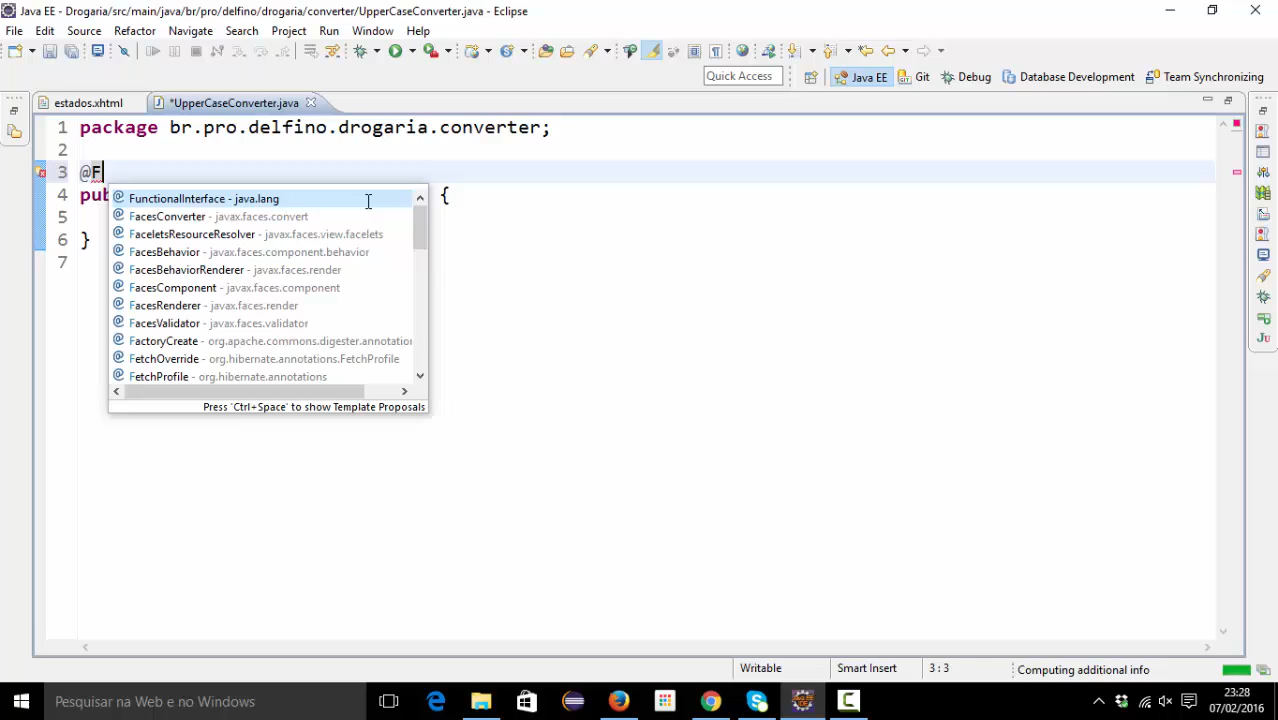 Java EE - Drogaria/src/main/java/br/pro/delfino/drogaria/converter/UpperCaseConverter.java - Eclipse
File Edit Source Refactor Navigate Search Project Run Window Help
Quick Access Java EE Git Debug Database Development Team Synchronizing
estados.xhtml *UpperCaseConverter.java
1 package br.pro.delfino.drogaria.converter;
2
3 @F
4 pub {
5
6 }
7
FunctionalInterface - java.lang
FacesConverter - javax.faces.convert
FaceletsResourceResolver - javax.faces.view.facelets
FacesBehavior - javax.faces.component.behavior
FacesBehaviorRenderer - javax.faces.render
FacesComponent - javax.faces.component
FacesRenderer - javax.faces.render
FacesValidator - javax.faces.validator
FactoryCreate - org.apache.commons.digester.annotation
FetchOverride - org.hibernate.annotations.FetchProfile
FetchProfile - org.hibernate.annotations
Press 'Ctrl+Space' to show Template Proposals
Writable Smart Insert 3 : 3 Computing additional info
Pesquisar na Web e no Windows
23:28
07/02/2016